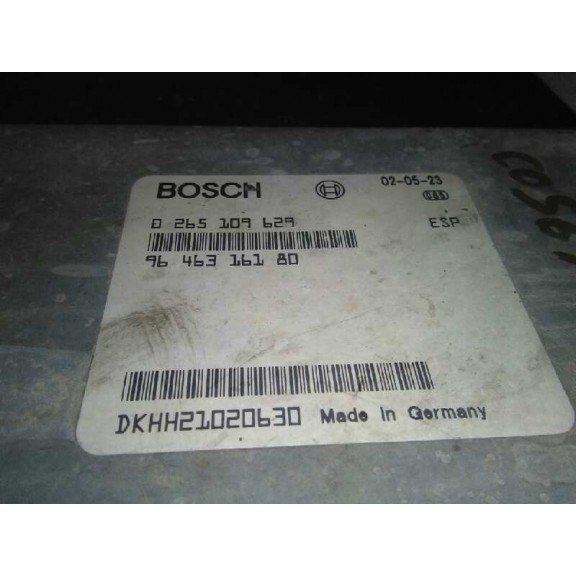 BOSCH 02-05-23
0 265 109 629 ESP
96 463 161 80
DKHH21020630 Made in Germany